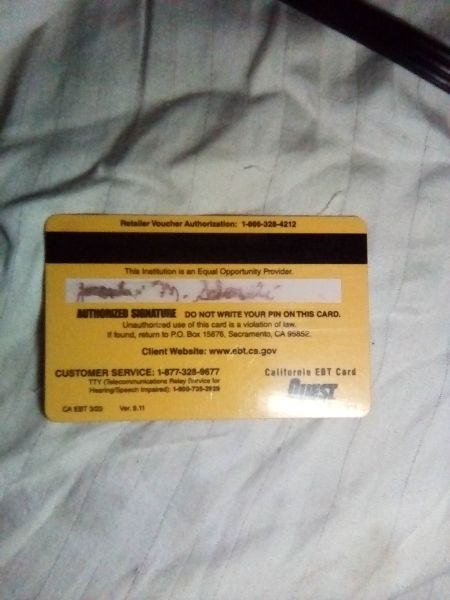 Retailer Voucher Authorization: 1-866-328-4212
This Institution is an Equal Opportunity Provider.
M.
AUTHORIZED SIGNATURE DO NOT WRITE YOUR PIN ON THIS CARD.
Unauthorized use of this card is a violation of law.
If found, return to P.O. Box 15676, Sacramento, CA 95852.
Client Website: www.ebt.ca.gov
CUSTOMER SERVICE: 1-877-328-9677
TTY (Telecommunications Relay Service for
Hearing/Speech Impaired): 1-800-735-2929
California EBT Card
QUEST
CA EBT 3/20 Ver. 8.11